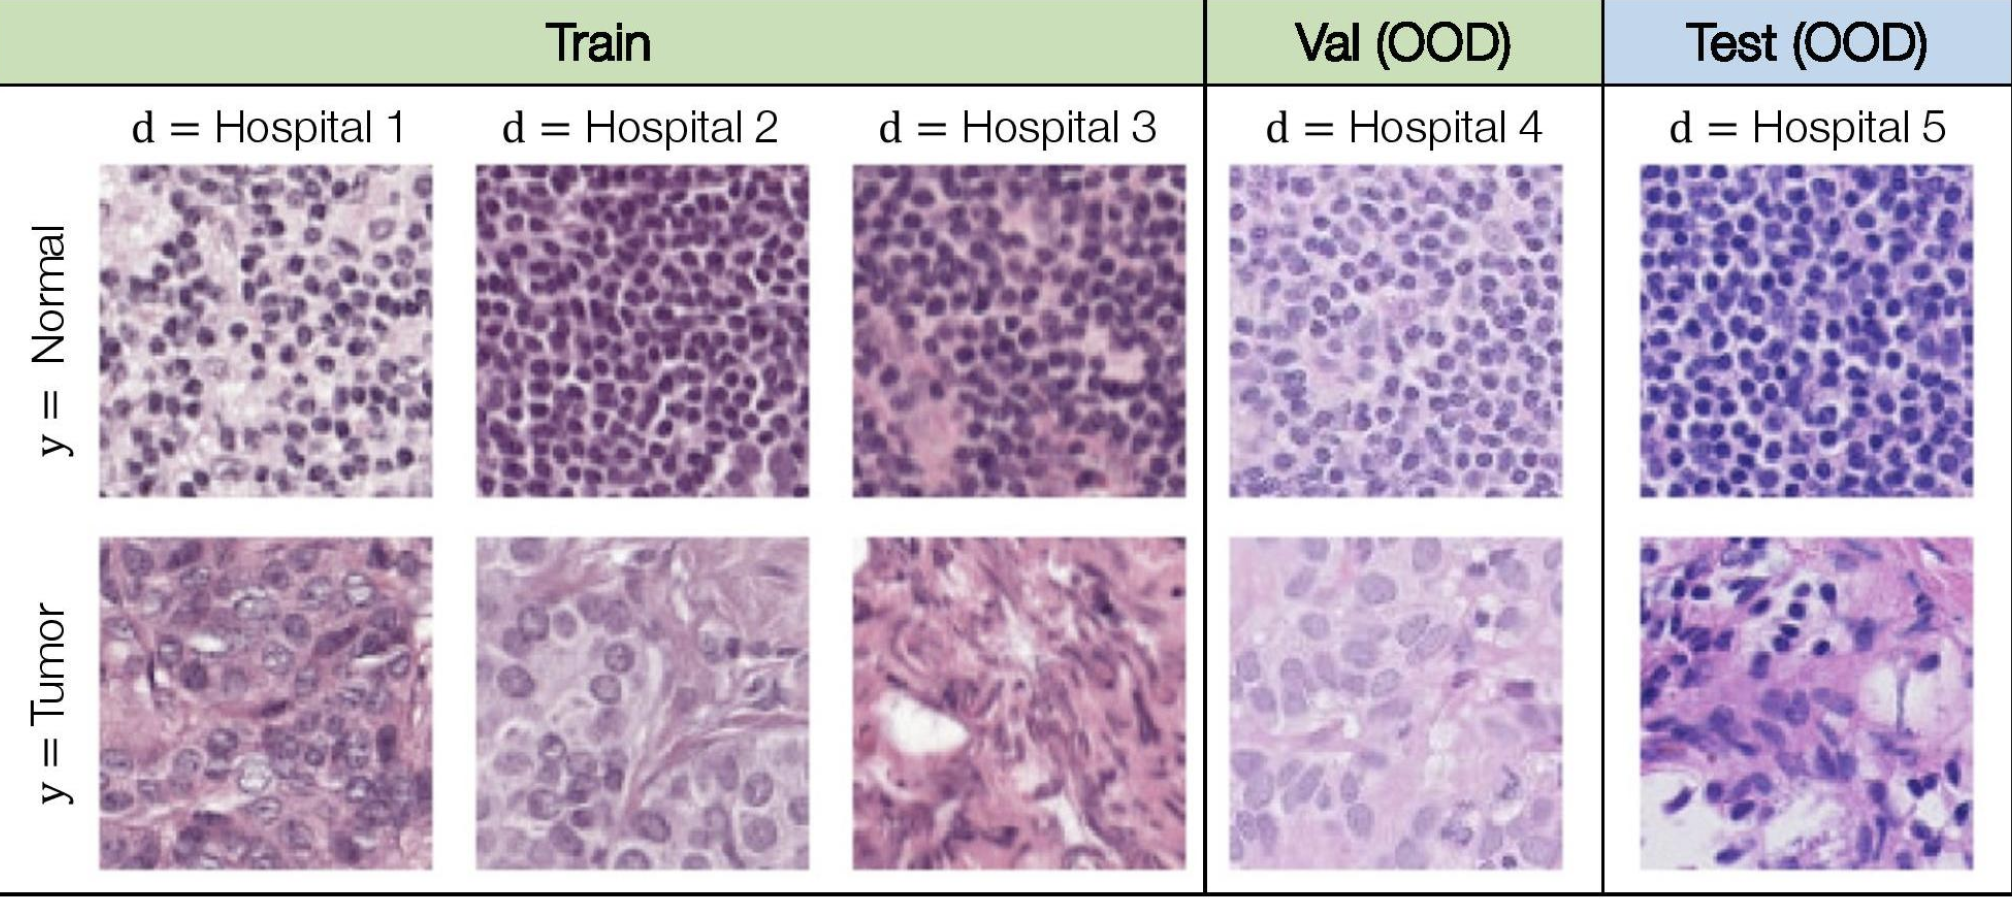 Train
Val (OOD)
Test (OOD)
d = Hospital 1
d = Hospital 2
d = Hospital 3
d = Hospital 4
d = Hospital 5
y = Normal
y = Tumor